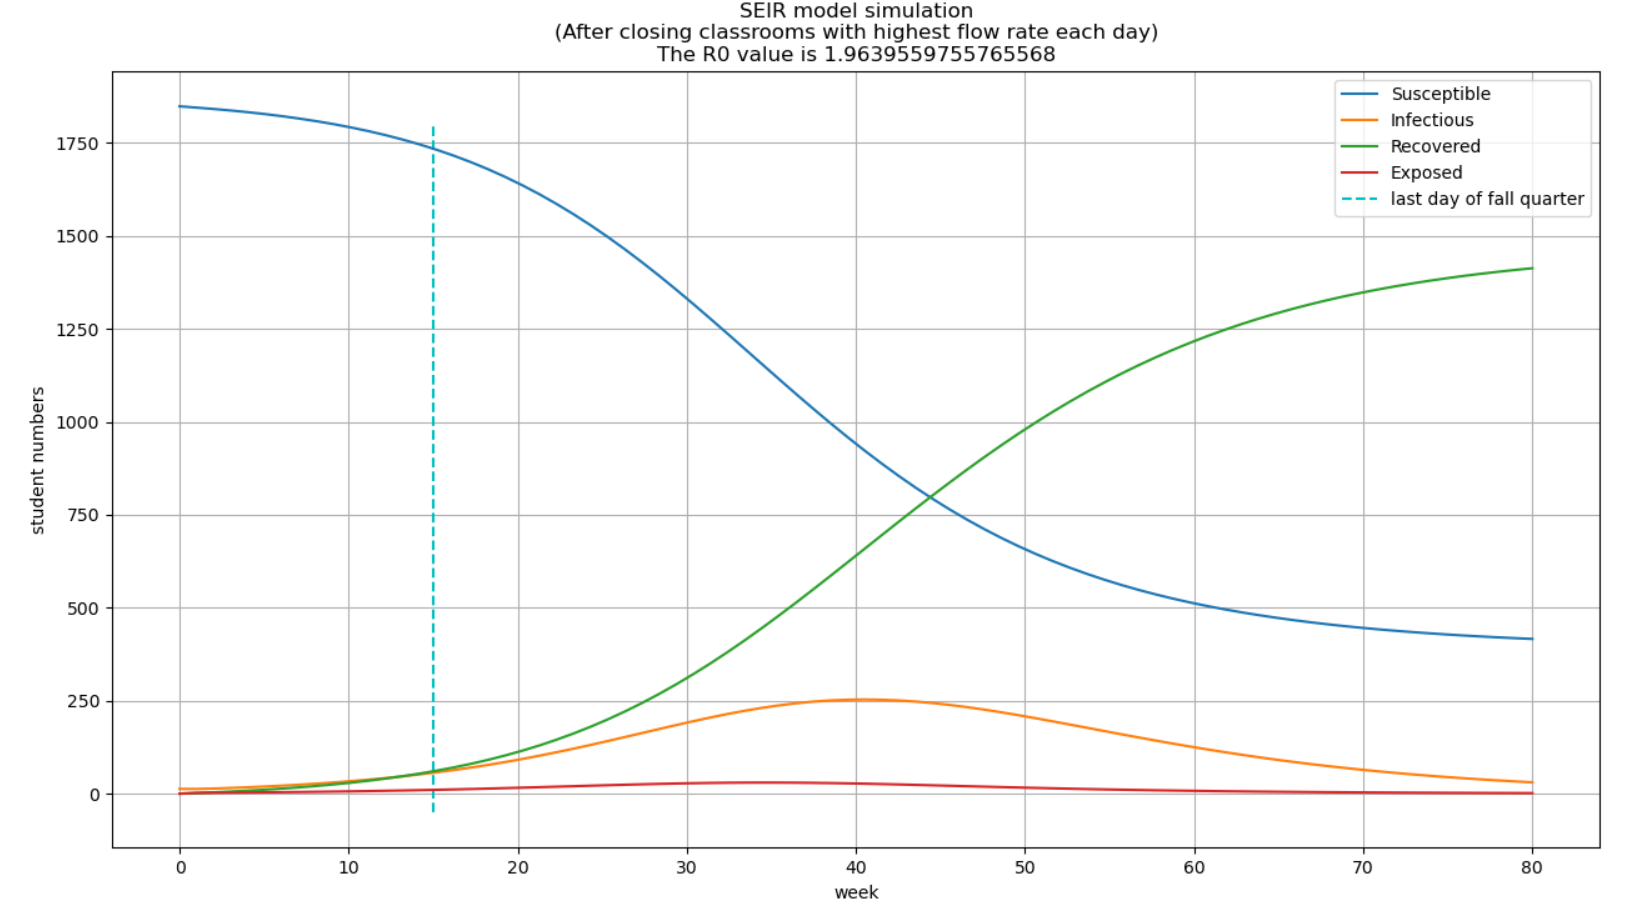 SEIR model simulation
(After closing classrooms with highest flow rate each day)
The R0 value is 1.9639559755765568
Susceptible
Infectious
Recovered
Exposed
last day of fall quarter
student numbers
1750
1500
1250
1000
750
500
250
0
0 10 20 30 40 50 60 70 80
week